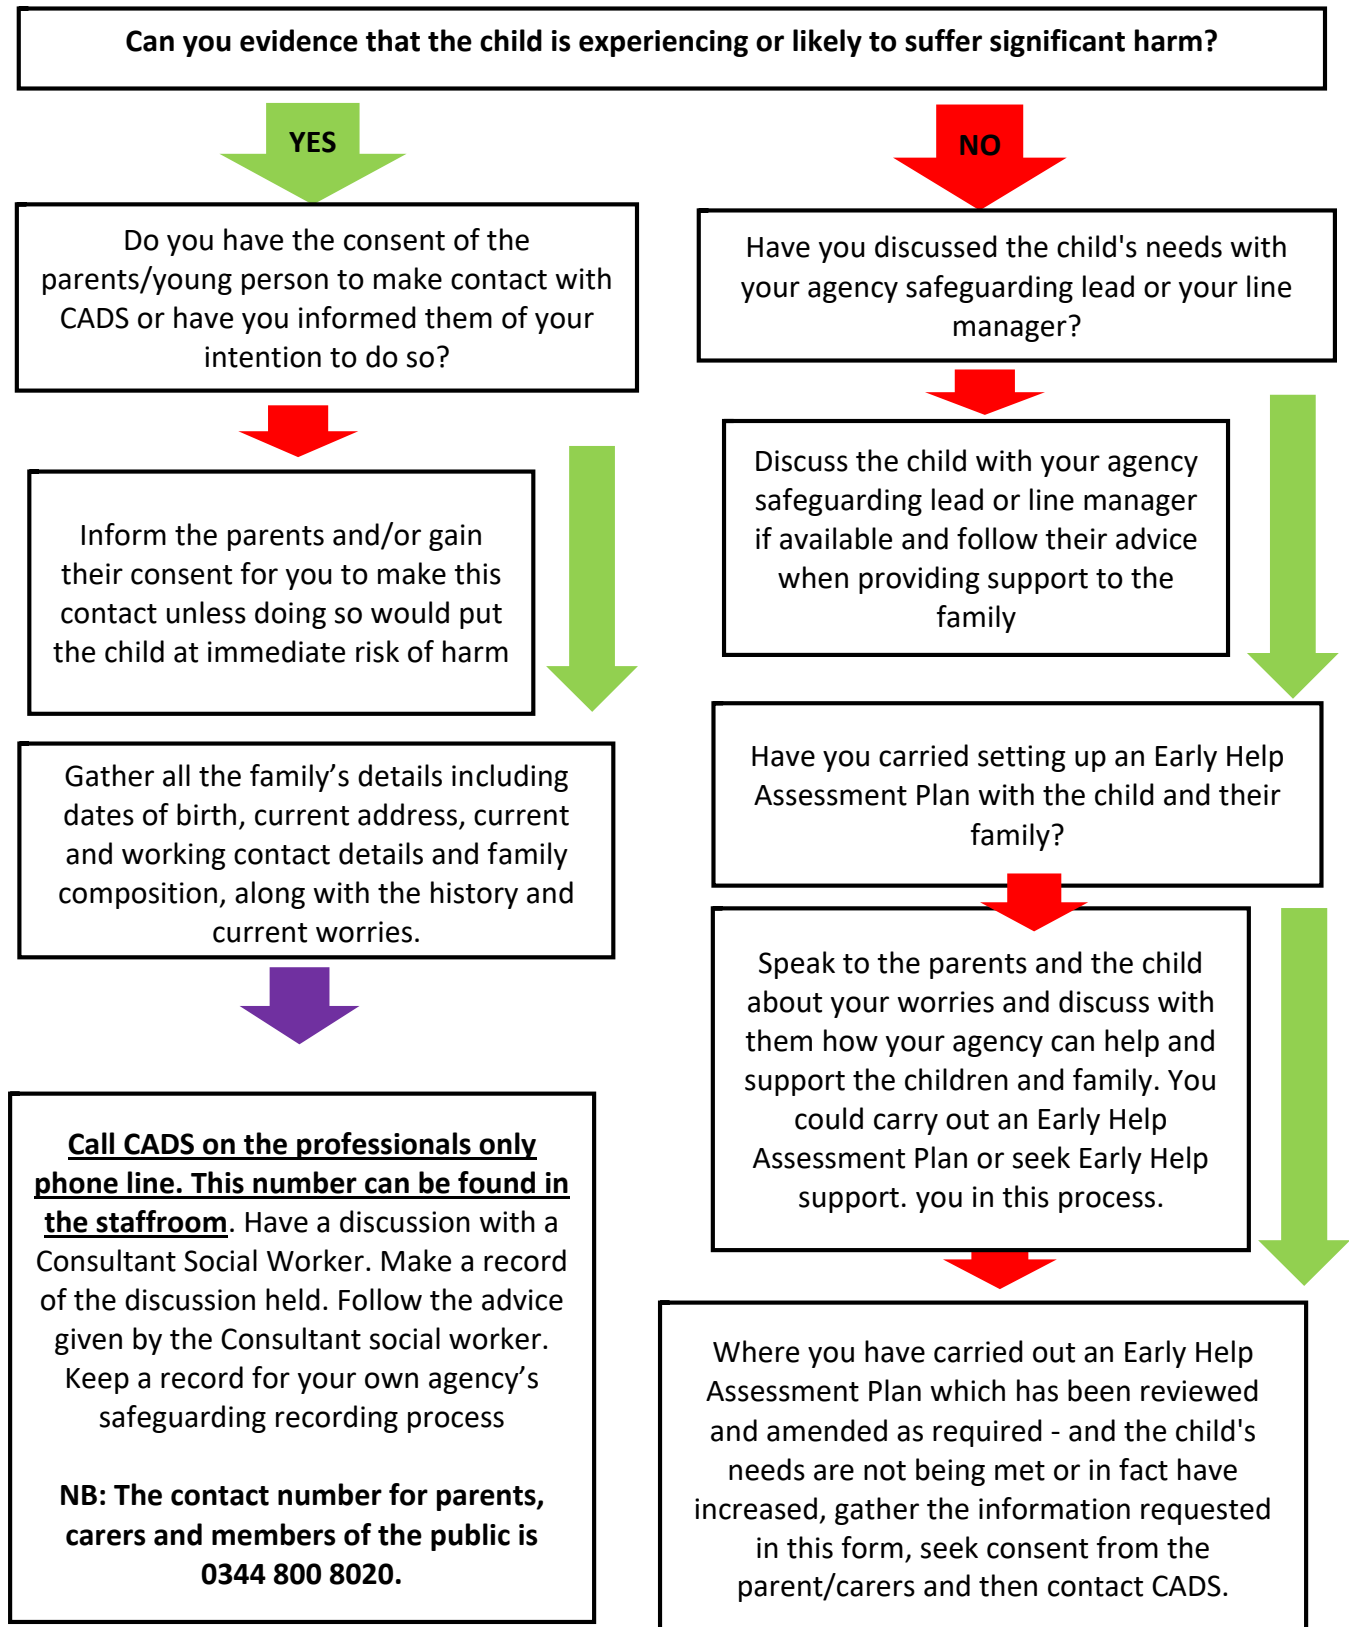 Can you evidence that the child is experiencing or likely to suffer significant harm?
YES
NO
Do you have the consent of the
parents/young person to make contact with
CADS or have you informed them of your
intention to do so?
Inform the parents and/or gain
their consent for you to make this
contact unless doing so would put
the child at immediate risk of harm
Gather all the family’s details including
dates of birth, current address, current
and working contact details and family
composition, along with the history and
current worries.
Call CADS on the professionals only
phone line. This number can be found in
the staffroom. Have a discussion with a
Consultant Social Worker. Make a record
of the discussion held. Follow the advice
given by the Consultant social worker.
Keep a record for your own agency’s
safeguarding recording process
NB: The contact number for parents,
carers and members of the public is
0344 800 8020.
Have you discussed the child's needs with
your agency safeguarding lead or your line
manager?
Discuss the child with your agency
safeguarding lead or line manager
if available and follow their advice
when providing support to the
family
Have you carried setting up an Early Help
Assessment Plan with the child and their
family?
Speak to the parents and the child
about your worries and discuss with
them how your agency can help and
support the children and family. You
could carry out an Early Help
Assessment Plan or seek Early Help
support. you in this process.
Where you have carried out an Early Help
Assessment Plan which has been reviewed
and amended as required - and the child's
needs are not being met or in fact have
increased, gather the information requested
in this form, seek consent from the
parent/carers and then contact CADS.